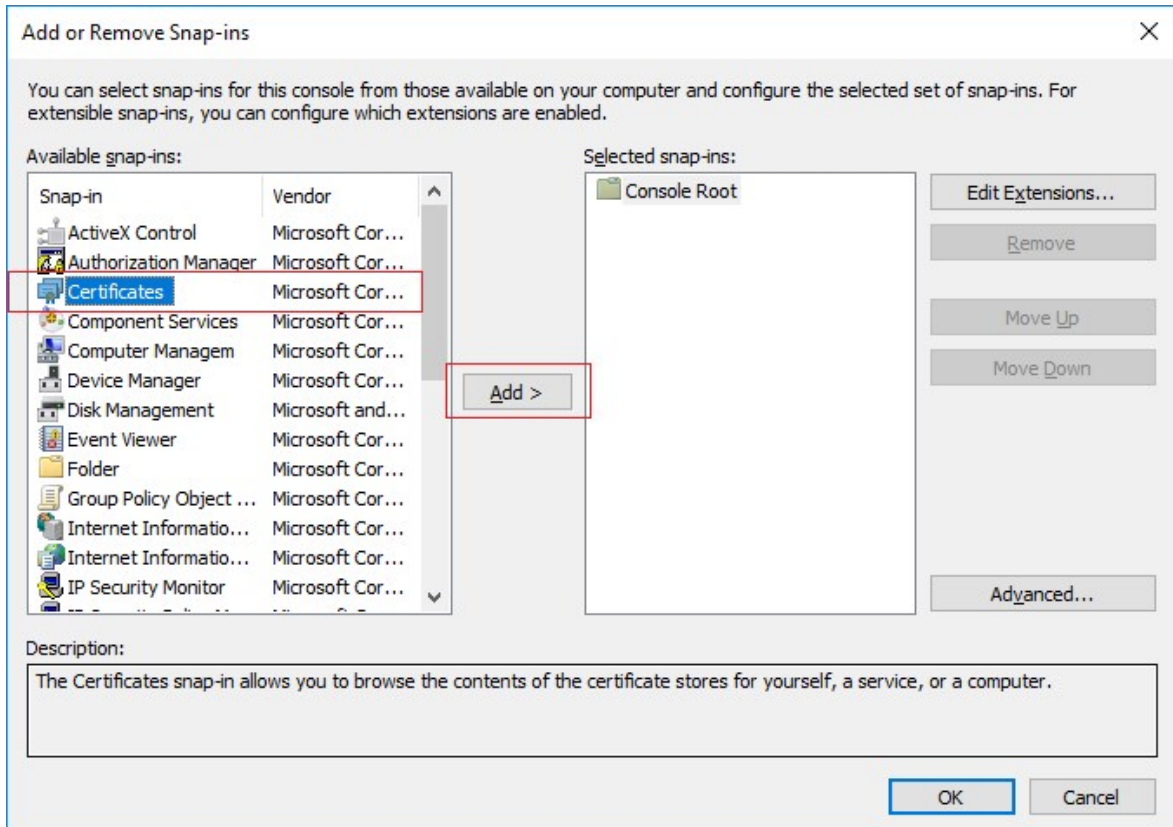 Add or Remove Snap-ins
You can select snap-ins for this console from those available on your computer and configure the selected set of snap-ins. For
extensible snap-ins, you can configure which extensions are enabled.
Available snap-ins:
Snap-in Vendor
ActiveX Control Microsoft Cor...
Authorization Manager Microsoft Cor...
Certificates Microsoft Cor...
Component Services Microsoft Cor...
Computer Managem Microsoft Cor...
Device Manager Microsoft Cor...
Disk Management Microsoft and...
Event Viewer Microsoft Cor...
Folder Microsoft Cor...
Group Policy Object ... Microsoft Cor...
Internet Informatio... Microsoft Cor...
Internet Informatio... Microsoft Cor...
IP Security Monitor Microsoft Cor...
Add >
Selected snap-ins:
Console Root
Edit Extensions...
Remove
Move Up
Move Down
Advanced...
Description:
The Certificates snap-in allows you to browse the contents of the certificate stores for yourself, a service, or a computer.
OK Cancel